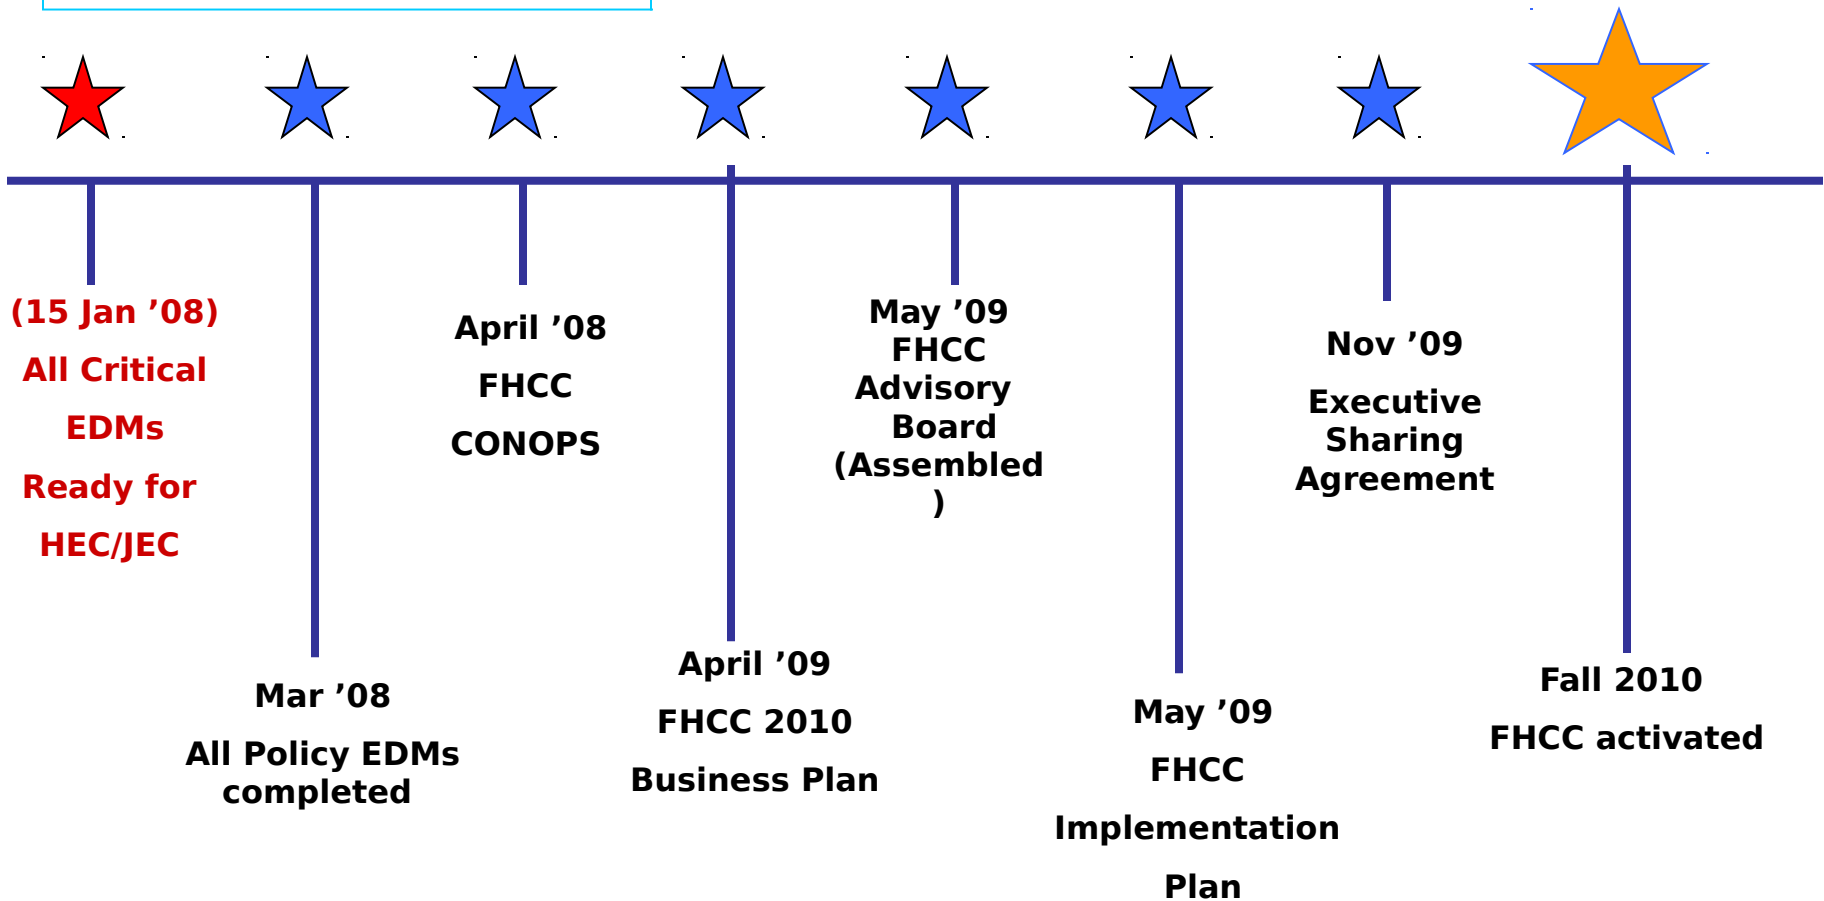 (15 Jan ’08)
All Critical
EDMs
Ready for
HEC/JEC
Mar ’08
All Policy EDMs
completed
April ’08
FHCC
CONOPS
April ’09
FHCC 2010
Business Plan
May ’09
FHCC
Advisory
Board
(Assembled
)
May ’09
FHCC
Implementation
Plan
Nov ’09
Executive
Sharing
Agreement
Fall 2010
FHCC activated